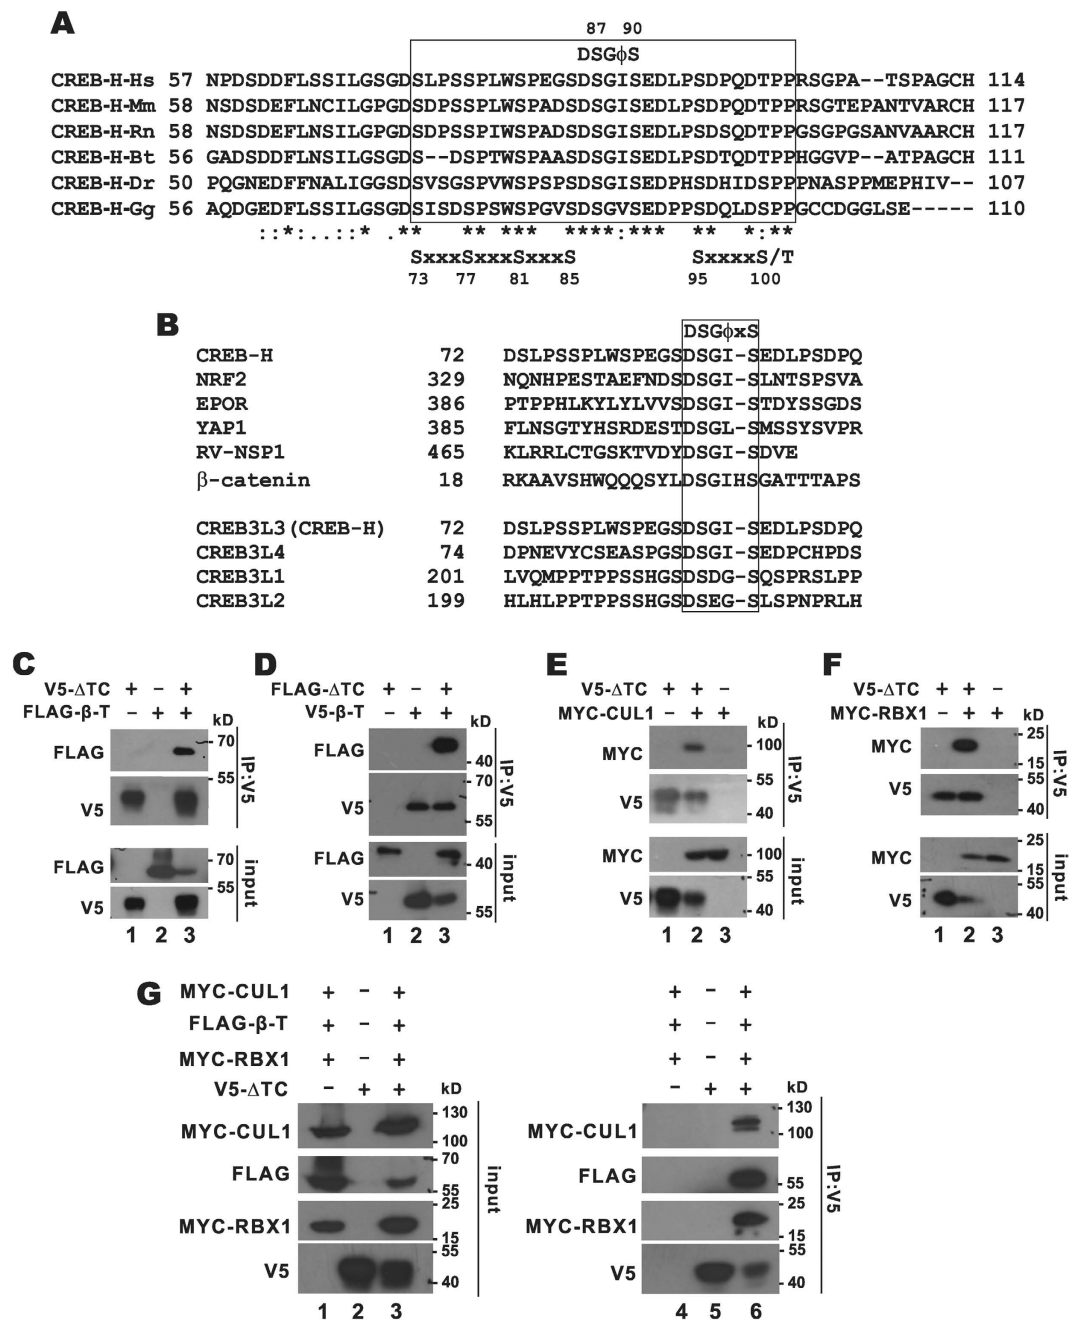 A
87 90
DSGϕS
CREB-H-Hs 57 NPDSDDFLSSILGSGDSLPSSPLWSPEGSDSGISEDLPSDPQDTPPRSGPA--TSPAGCH 114
CREB-H-Mm 58 NSDSDEFLNCILGPGDSDPSSPLWSPADSDSGISEDLPSDPQDTPPRSGTEPANTVARCH 117
CREB-H-Rn 58 NSDSDEFLNSILGPGDSDPSSPIWSPADSDSGISEDLPSDSQDTPPGSGPGSANVAARCH 117
CREB-H-Bt 56 GADSDDFLNSILGSGDS--DSPTWSPAASDSGISEDLPSDTQDTPPHGGVP--ATPAGCH 111
CREB-H-Dr 50 PQGNEDFFNALIGGSDSVSGSPVWSPSPSDSGISEDPHSDHIDSPPPNASPPMEPHIV-- 107
CREB-H-Gg 56 AQDGEDFLSSILGSGDSISDSPSWSPGVSDSGVSEDPPSDQLDSPPGCCDGGLSE----- 110
::*:..::* .** ** *** ****:*** ** *:**
SxxxSxxxSxxxS SxxxxS/T
73 77 81 85 95 100
B
DSGϕxS
CREB-H 72 DSLPSSPLWSPEGSDSGI-SEDLPSDPQ
NRF2 329 NQNHPESTAEFNDSDSGI-SLNTSPSVA
EPOR 386 PTPPHLKYLYLVVSDSGI-STDYSSGDS
YAP1 385 FLNSGTYHSRDESTDSGL-SMSSYSVPR
RV-NSP1 465 KLRRLCTGSKTVDYDSGI-SDVE
β-catenin 18 RKAAVSHWQQQSYLDSGIHSGATTTAPS
CREB3L3(CREB-H) 72 DSLPSSPLWSPEGSDSGI-SEDLPSDPQ
CREB3L4 74 DPNEVYCSEASPGSDSGI-SEDPCHPDS
CREB3L1 201 LVQMPPTPPSSHGSDSDG-SQSPRSLPP
CREB3L2 199 HLHLPPTPPSSHGSDSEG-SLSPNPRLH
C
V5-ΔTC + − +
FLAG-β-T − + + kD
FLAG 70
55
V5
IP:V5
FLAG 70
55
V5
input
1 2 3
D
FLAG-ΔTC + − +
V5-β-T − + + kD
FLAG 40
70
V5 55
IP:V5
FLAG 40
V5 55
input
1 2 3
E
V5-ΔTC + + −
MYC-CUL1 − + + kD
MYC 100
55
V5 40
IP:V5
MYC 100
55
V5 40
input
1 2 3
F
V5-ΔTC + + −
MYC-RBX1 − + + kD
MYC 25
15
55
V5 40
IP:V5
MYC 25
15
55
V5 40
input
1 2 3
G
MYC-CUL1 + − + + − +
FLAG-β-T + − + + − +
MYC-RBX1 + − + + − +
V5-ΔTC − + + kD − + + kD
130
MYC-CUL1 100
70
FLAG 55
25
MYC-RBX1 15
55
V5 40
input
1 2 3
130
MYC-CUL1 100
FLAG 55
25
MYC-RBX1 15
55
V5 40
IP:V5
4 5 6